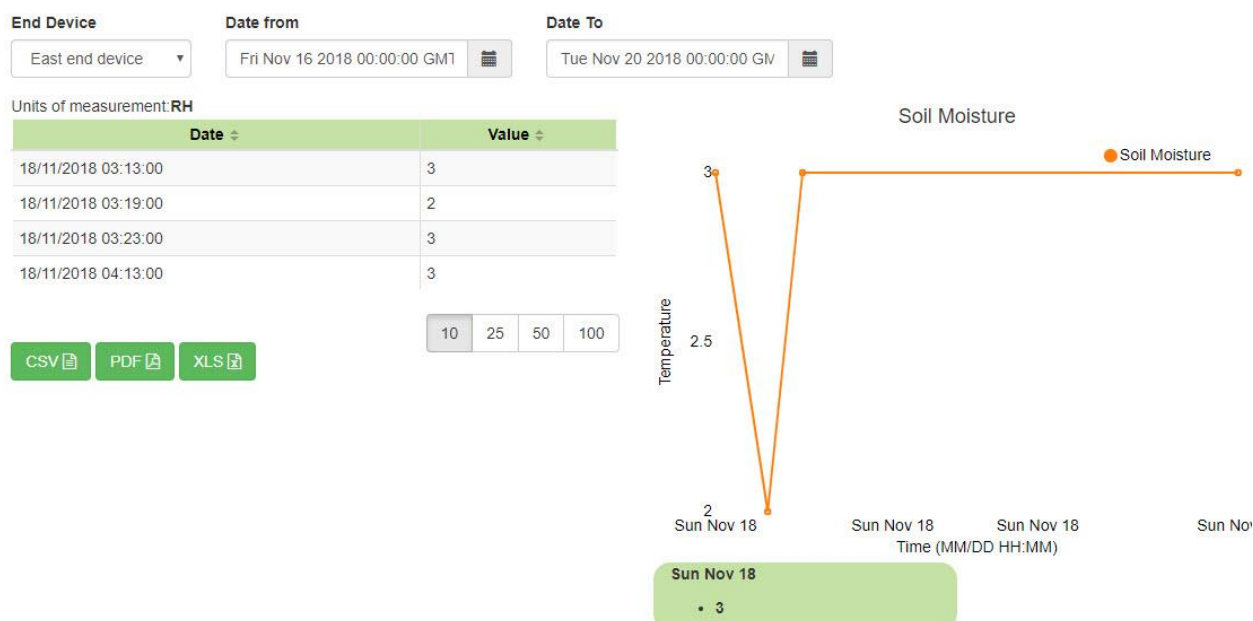 End Device
Date from
Date To
East end device
Fri Nov 16 2018 00:00:00 GMT
Tue Nov 20 2018 00:00:00 GM
Units of measurement:RH
Date
Value
18/11/2018 03:13:00
3
18/11/2018 03:19:00
2
18/11/2018 03:23:00
3
18/11/2018 04:13:00
3
10
25
50
100
CSV
PDF
XLS
Soil Moisture
Soil Moisture
3
2.5
2
Temperature
Sun Nov 18
Sun Nov 18
Sun Nov 18
Sun Nov
Time (MM/DD HH:MM)
Sun Nov 18
• 3